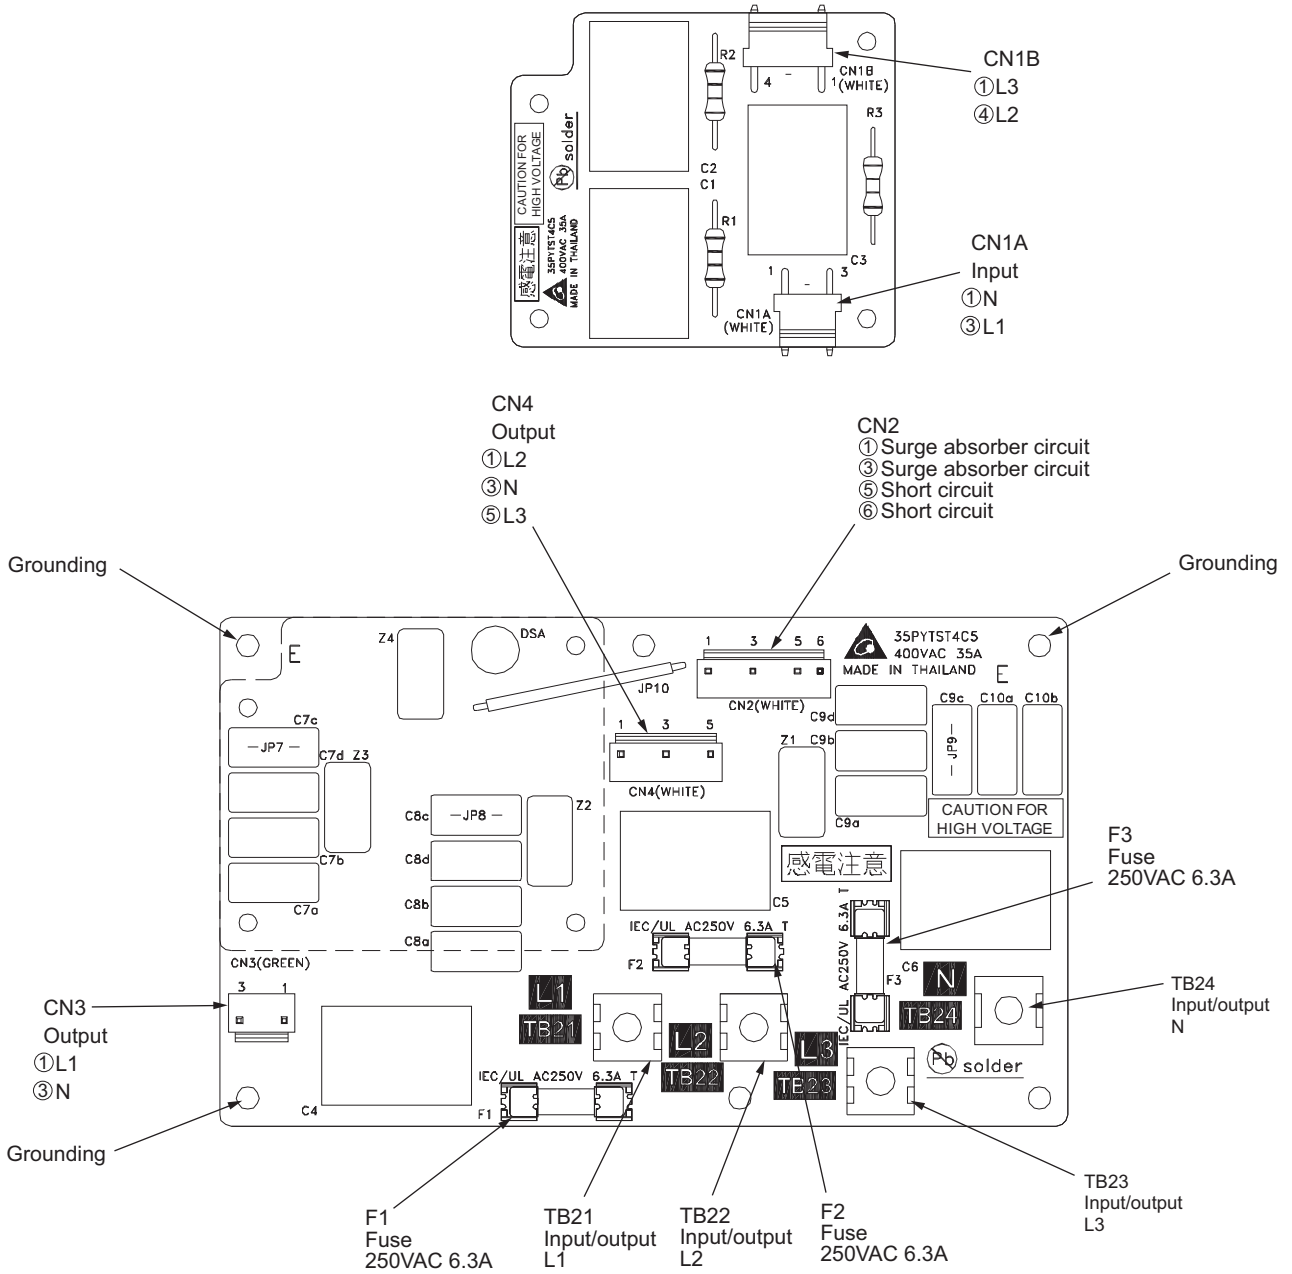 R2
4
-
1
CN1B
(WHITE)
R3
CN1B
①L3
④L2
CAUTION FOR
HIGH VOLTAGE
Pb
solder
C2
C1
R1
感電注意
35PYTST4C5
400VAC 35A
MADE IN THAILAND
C3
1
3
-
CN1A
(WHITE)
CN1A
Input
①N
③L1
CN4
Output
①L2
③N
⑤L3
CN2
①Surge absorber circuit
③Surge absorber circuit
⑤Short circuit
⑥Short circuit
Grounding
Grounding
E
Z4
DSA
JP10
1 3 5 6
CN2(WHITE)
35PYTST4C5
400VAC 35A
MADE IN THAILAND
E
C7c
-JP7-
C7d
Z3
C7b
C7a
1 3 5
CN4(WHITE)
C9d
C9b
C9a
Z1
C9c
-JP9-
C10a
C10b
CAUTION FOR
HIGH VOLTAGE
C8c
-JP8-
C8d
C8b
C8a
Z2
感電注意
C5
F3
Fuse
250VAC 6.3A
IEC/UL AC250V 6.3A T
F2
IEC/UL AC250V 6.3A T
F3
C6
CN3(GREEN)
3 1
CN3
Output
①L1
③N
L1
TB21
L2
TB22
L3
TB23
N
TB24
TB24
Input/output
N
Pb
solder
C4
IEC/UL AC250V 6.3A T
F1
Grounding
F1
Fuse
250VAC 6.3A
TB21
Input/output
L1
TB22
Input/output
L2
F2
Fuse
250VAC 6.3A
TB23
Input/output
L3